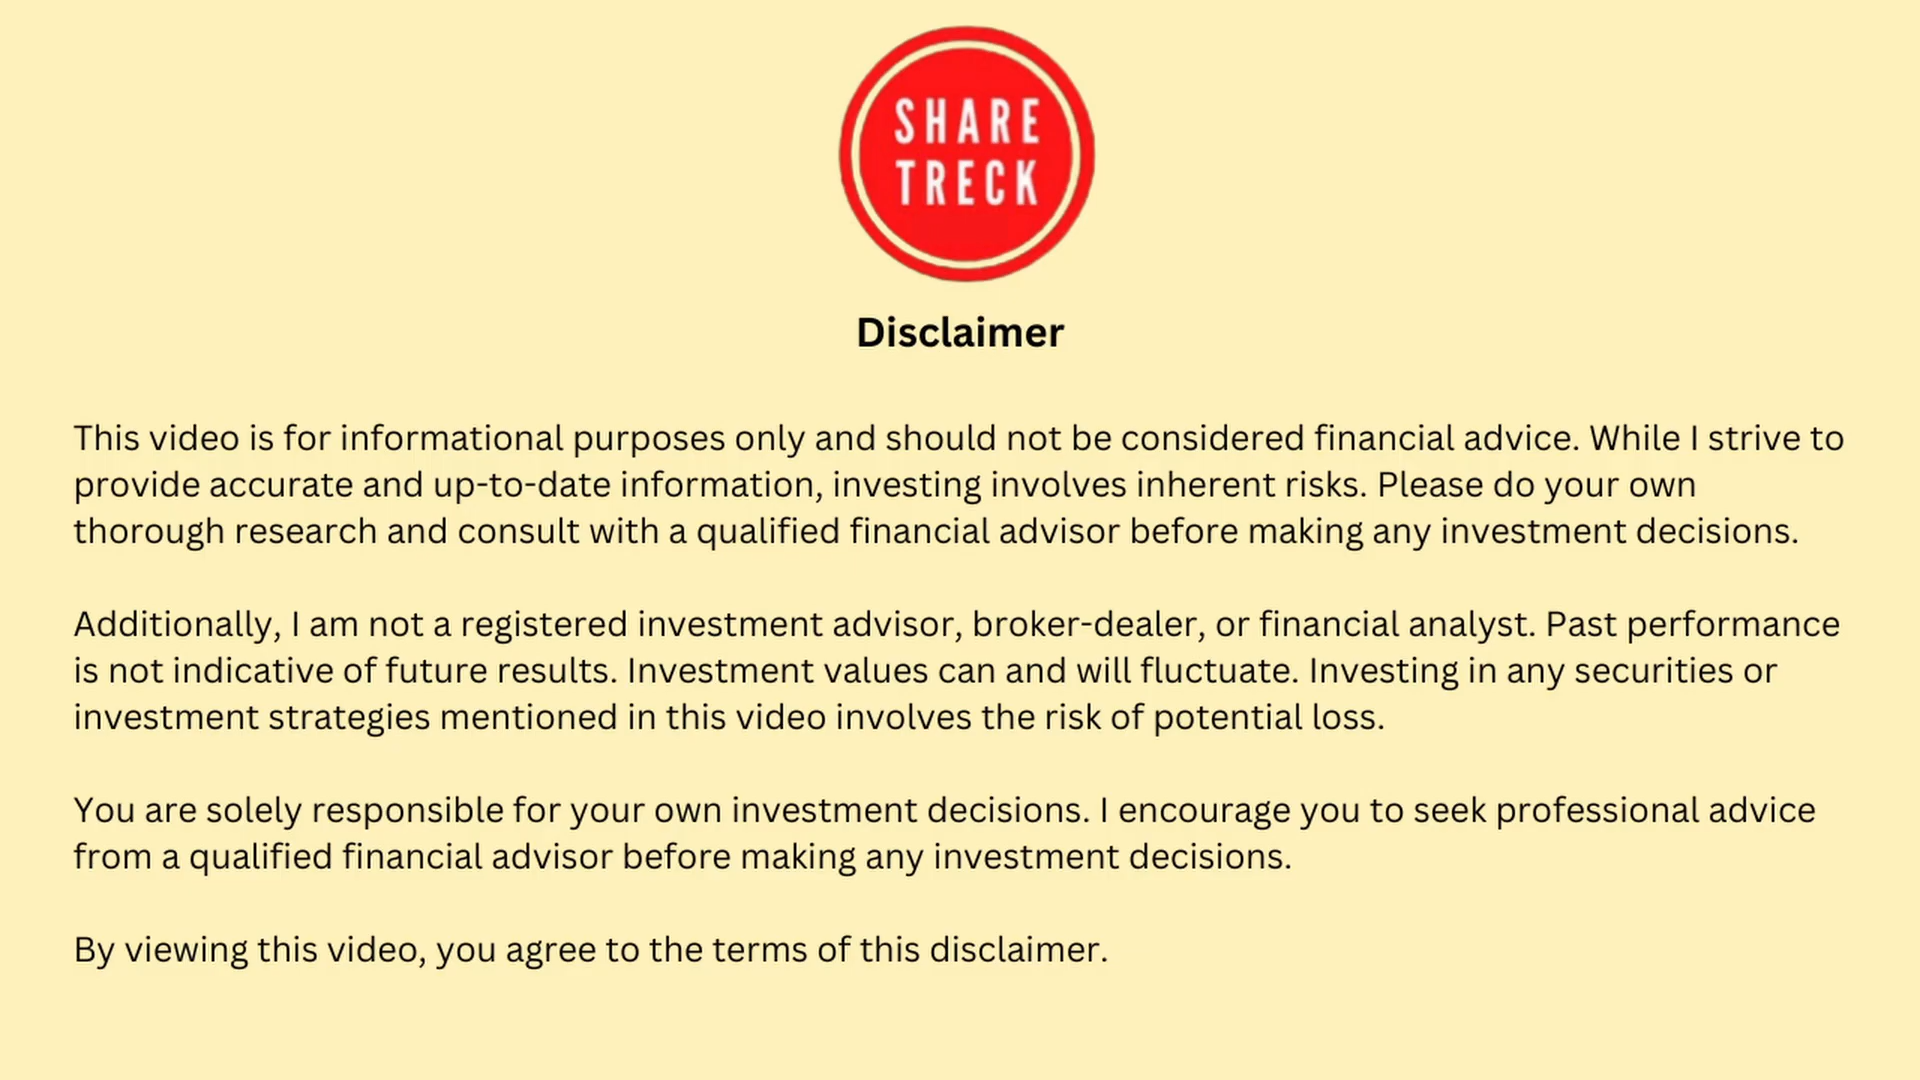 SHARE
TRECK
Disclaimer
This video is for informational purposes only and should not be considered financial advice. While I strive to
provide accurate and up-to-date information, investing involves inherent risks. Please do your own
thorough research and consult with a qualified financial advisor before making any investment decisions.
Additionally, I am not a registered investment advisor, broker-dealer, or financial analyst. Past performance
is not indicative of future results. Investment values can and will fluctuate. Investing in any securities or
investment strategies mentioned in this video involves the risk of potential loss.
You are solely responsible for your own investment decisions. I encourage you to seek professional advice
from a qualified financial advisor before making any investment decisions.
By viewing this video, you agree to the terms of this disclaimer.